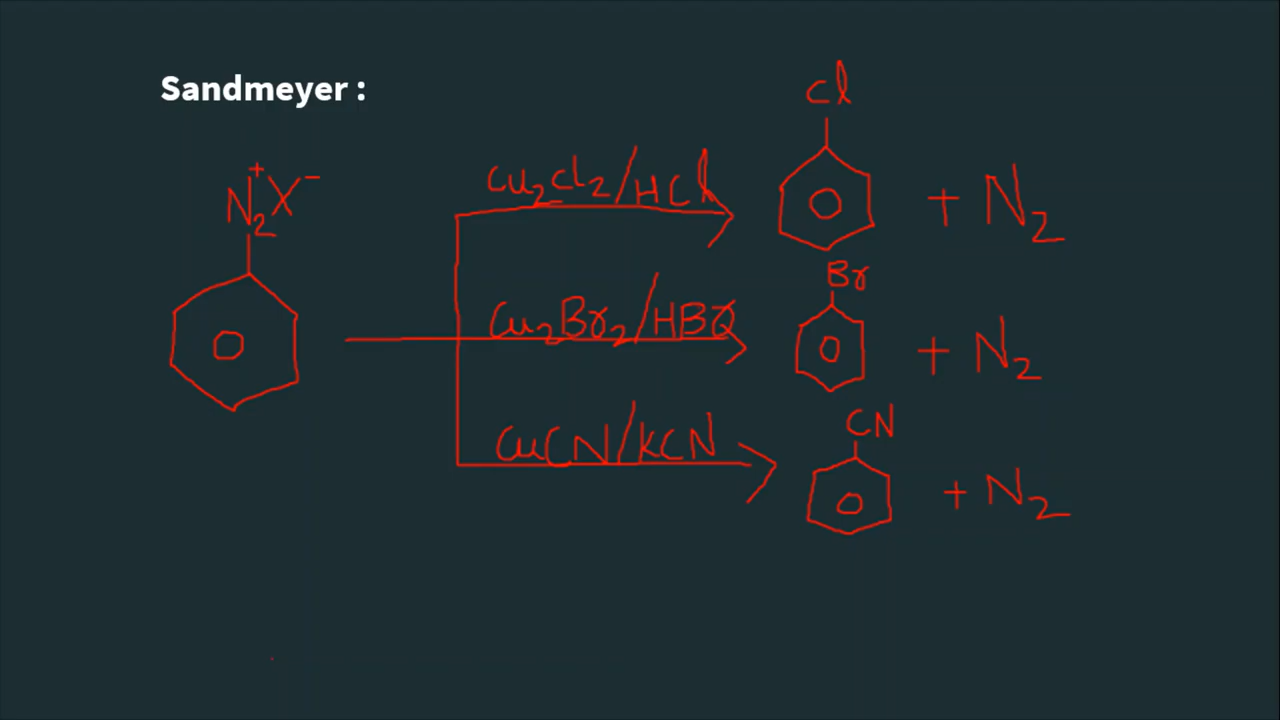 Sandmeyer :
Cl
N₂⁺X⁻
Cu₂Cl₂/HCl
+ N₂
Br
Cu₂Br₂/HBr
+ N₂
CN
CuCN/KCN
+ N₂